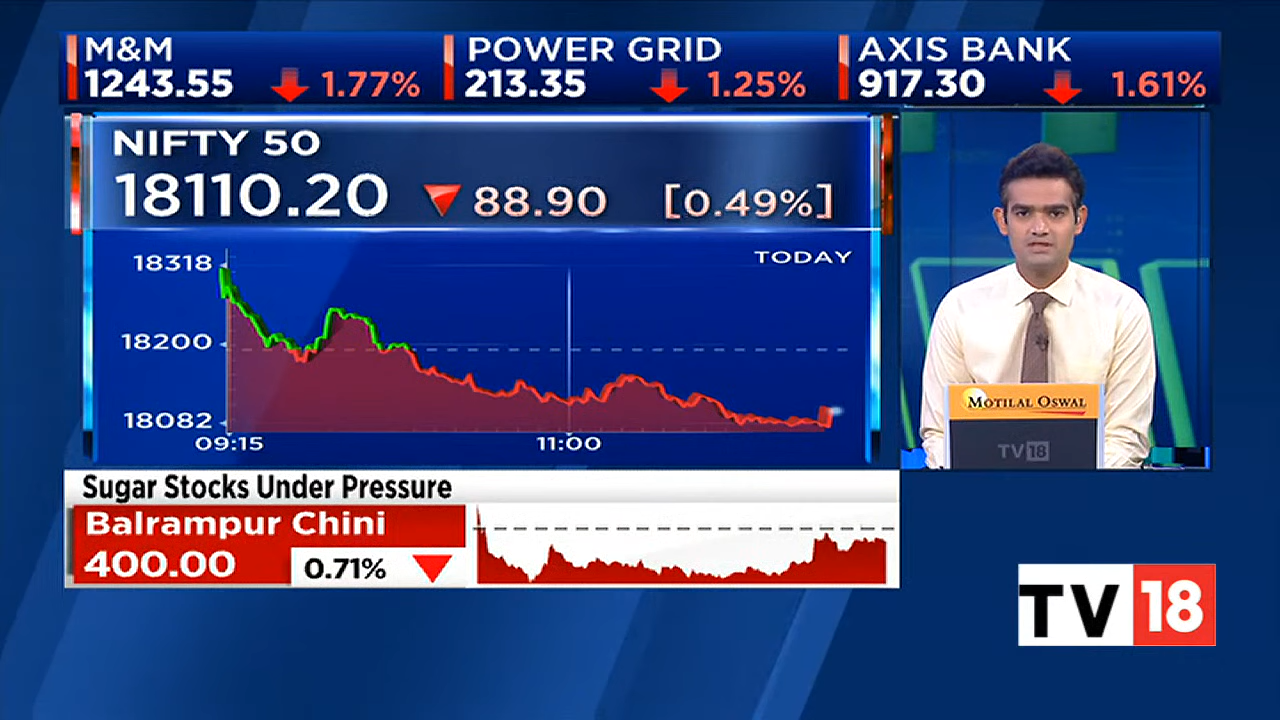 M&M
1243.55 1.77%
POWER GRID
213.35 1.25%
AXIS BANK
917.30 1.61%
NIFTY 50
18110.20 88.90 [0.49%]
TODAY
18318
18200
18082
09:15 11:00
MOTILAL OSWAL
TV18
Sugar Stocks Under Pressure
Balrampur Chini
400.00 0.71%
TV18